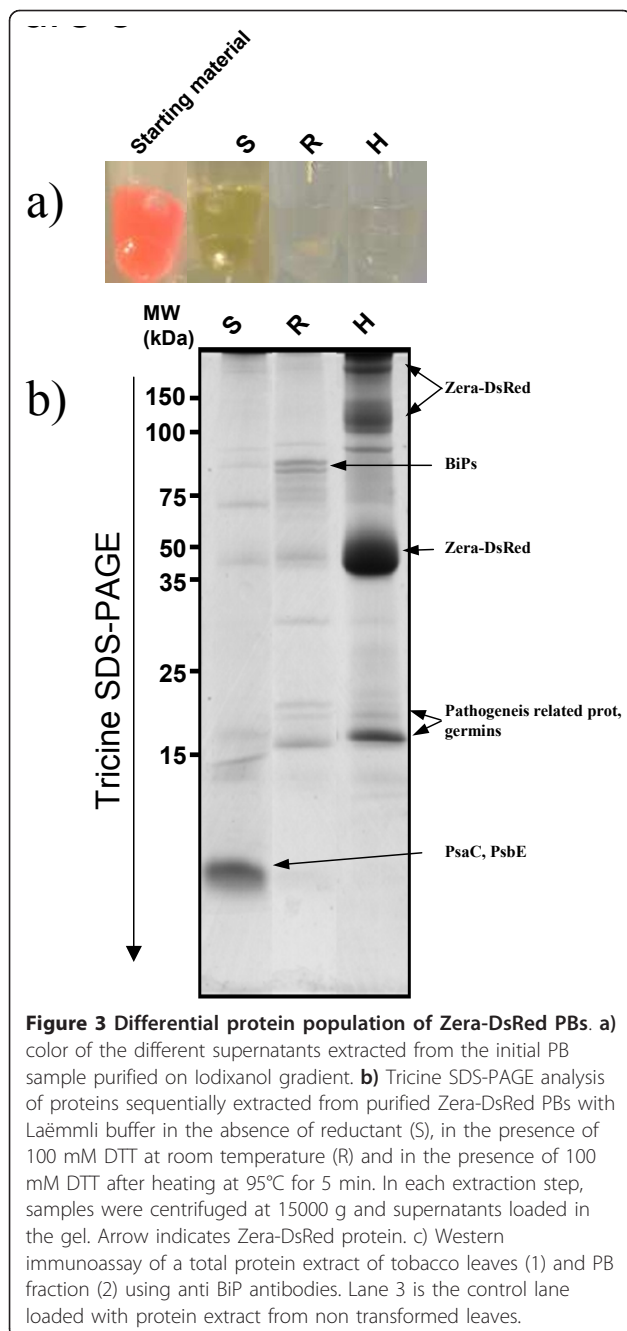 Starting material
S R H
a)
MW
(kDa)
S R H
b)
150
100
75
50
35
25
15
Tricine SDS-PAGE
Zera-DsRed
BiPs
Zera-DsRed
Pathogeneis related prot,
germins
PsaC, PsbE
Figure 3 Differential protein population of Zera-DsRed PBs. a)
color of the different supernatants extracted from the initial PB
sample purified on Iodixanol gradient. b) Tricine SDS-PAGE analysis
of proteins sequentially extracted from purified Zera-DsRed PBs with
Laëmmli buffer in the absence of reductant (S), in the presence of
100 mM DTT at room temperature (R) and in the presence of 100
mM DTT after heating at 95°C for 5 min. In each extraction step,
samples were centrifuged at 15000 g and supernatants loaded in
the gel. Arrow indicates Zera-DsRed protein. c) Western
immunoassay of a total protein extract of tobacco leaves (1) and PB
fraction (2) using anti BiP antibodies. Lane 3 is the control lane
loaded with protein extract from non transformed leaves.